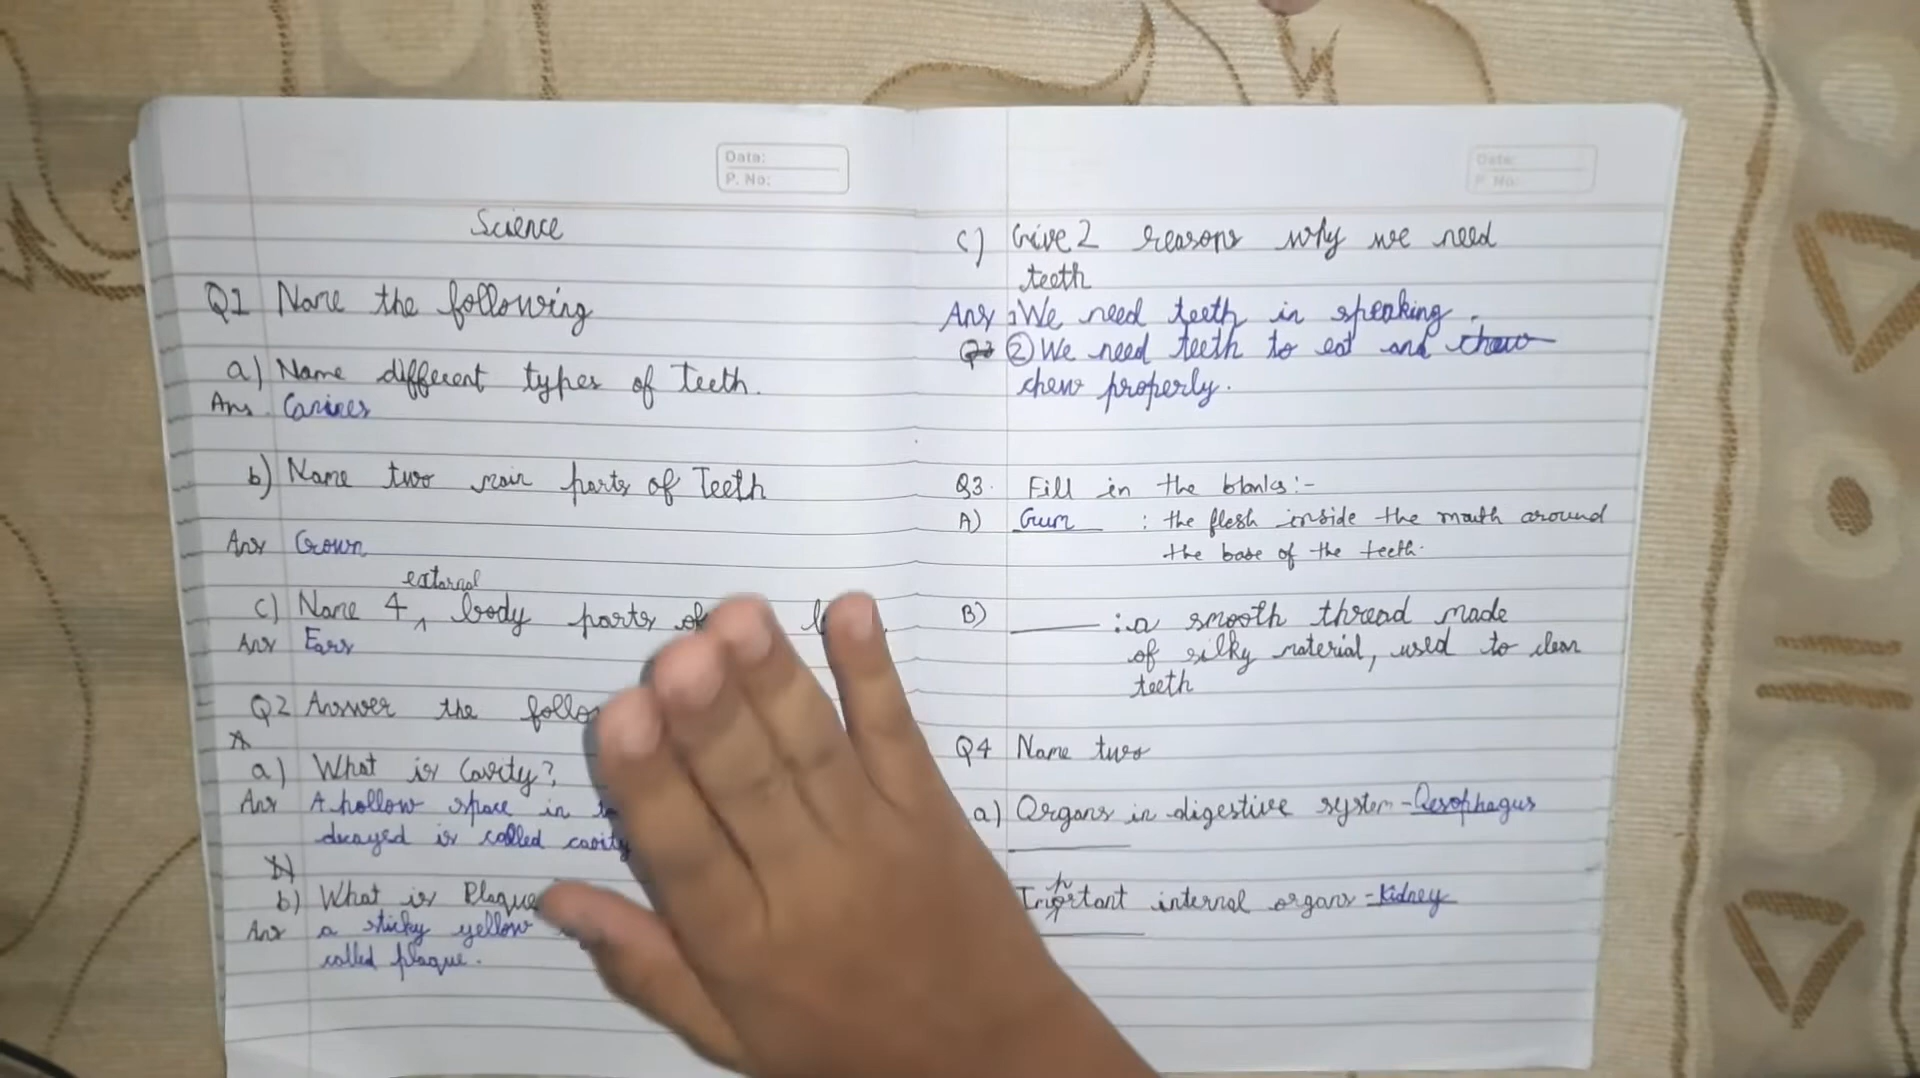 Data:
P. No:
Science
Q1 Name the following
a) Name different types of Teeth.
Ans. Canines
b) Name two main parts of Teeth
Ans Crown
external
c) Name 4 ^ body parts of
Ans Ears
Q2 Answer the
a) What is Cavity?
Ans A hollow space in
decayed is called cavity
b) What is Plaque
Ans a sticky yellow
called plaque.
Data:
P. No:
c) Give 2 reasons why we need
teeth
Ans 1 We need teeth in speaking.
Q3 ② We need teeth to eat and chaw
chew properly.
Q3. Fill in the blanks:-
A) Gum : the flesh inside the mouth around
the base of the teeth.
B) ____ : a smooth thread made
of silky material, used to clean
teeth
Q4 Name two
a) Organs in digestive system - Oesophagus
Important internal organs - Kidney